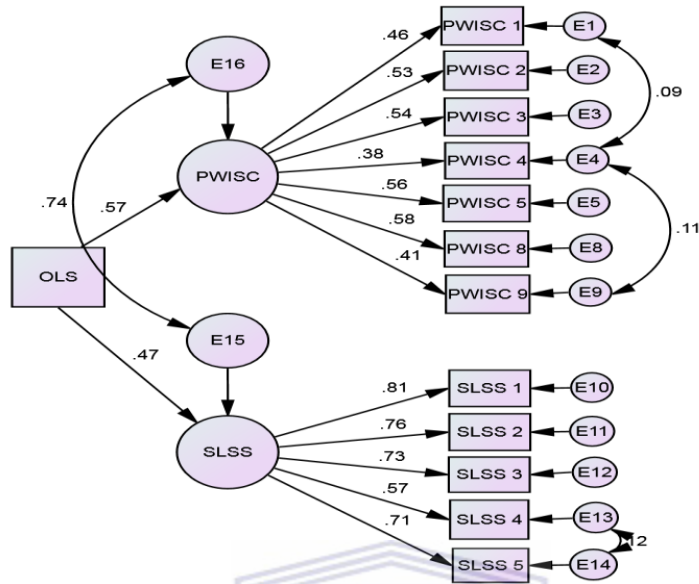 .46
PWISC 1
E1
E16
.53
PWISC 2
E2
.09
.54
PWISC 3
E3
.38
PWISC 4
E4
PWISC
.56
PWISC 5
E5
.74
.57
.58
PWISC 8
E8
.11
.41
OLS
PWISC 9
E9
E15
.47
.81
SLSS 1
E10
.76
SLSS 2
E11
SLSS
.73
SLSS 3
E12
.57
SLSS 4
E13
.71
.12
SLSS 5
E14